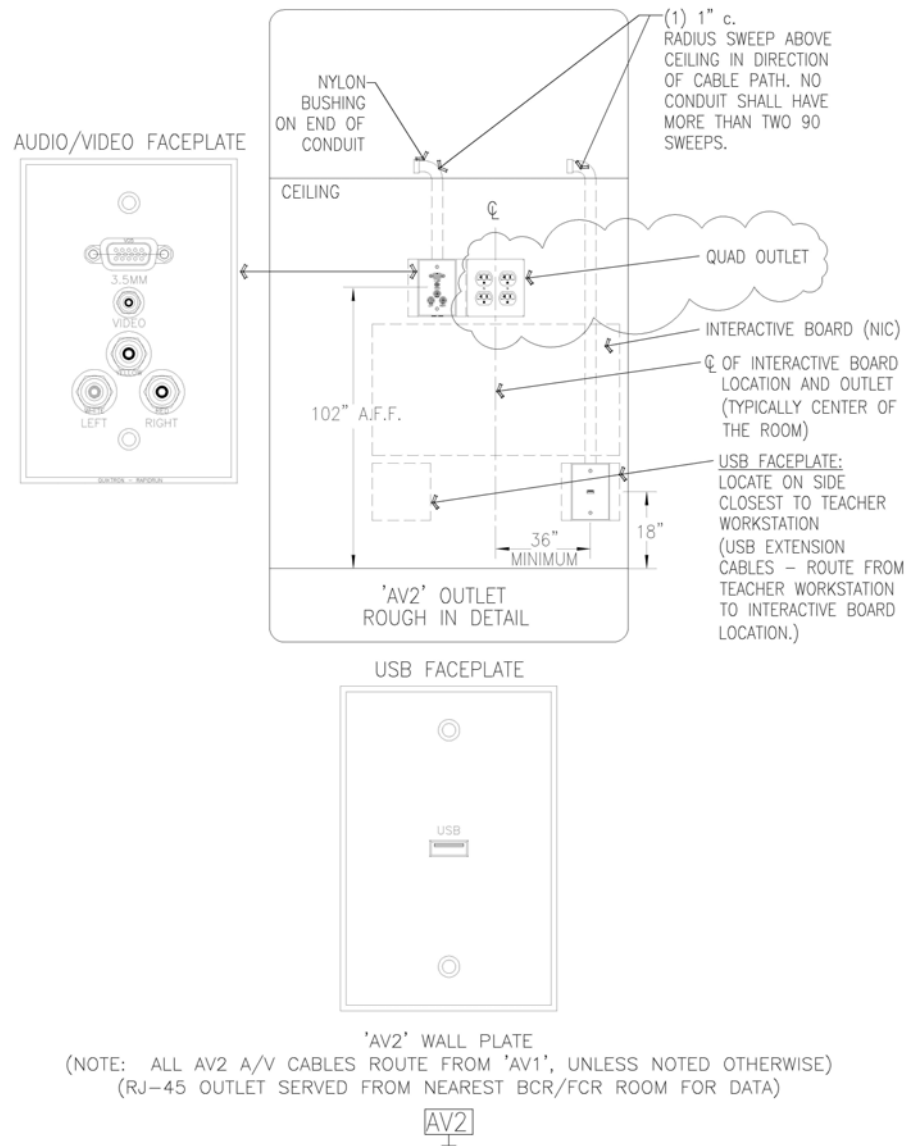 (1) 1" c.
RADIUS SWEEP ABOVE
CEILING IN DIRECTION
OF CABLE PATH. NO
CONDUIT SHALL HAVE
MORE THAN TWO 90
SWEEPS.
NYLON
BUSHING
ON END OF
CONDUIT
AUDIO/VIDEO FACEPLATE
CEILING
℄
VGA
3.5MM
VIDEO
YELLOW
WHITE
RED
LEFT
RIGHT
QUAD OUTLET
INTERACTIVE BOARD (NIC)
℄ OF INTERACTIVE BOARD
LOCATION AND OUTLET
(TYPICALLY CENTER OF
THE ROOM)
102" A.F.F.
USB FACEPLATE:
LOCATE ON SIDE
CLOSEST TO TEACHER
WORKSTATION
(USB EXTENSION
CABLES – ROUTE FROM
TEACHER WORKSTATION
TO INTERACTIVE BOARD
LOCATION.)
36"
MINIMUM
18"
'AV2' OUTLET
ROUGH IN DETAIL
USB FACEPLATE
USB
'AV2' WALL PLATE
(NOTE: ALL AV2 A/V CABLES ROUTE FROM 'AV1', UNLESS NOTED OTHERWISE)
(RJ–45 OUTLET SERVED FROM NEAREST BCR/FCR ROOM FOR DATA)
AV2